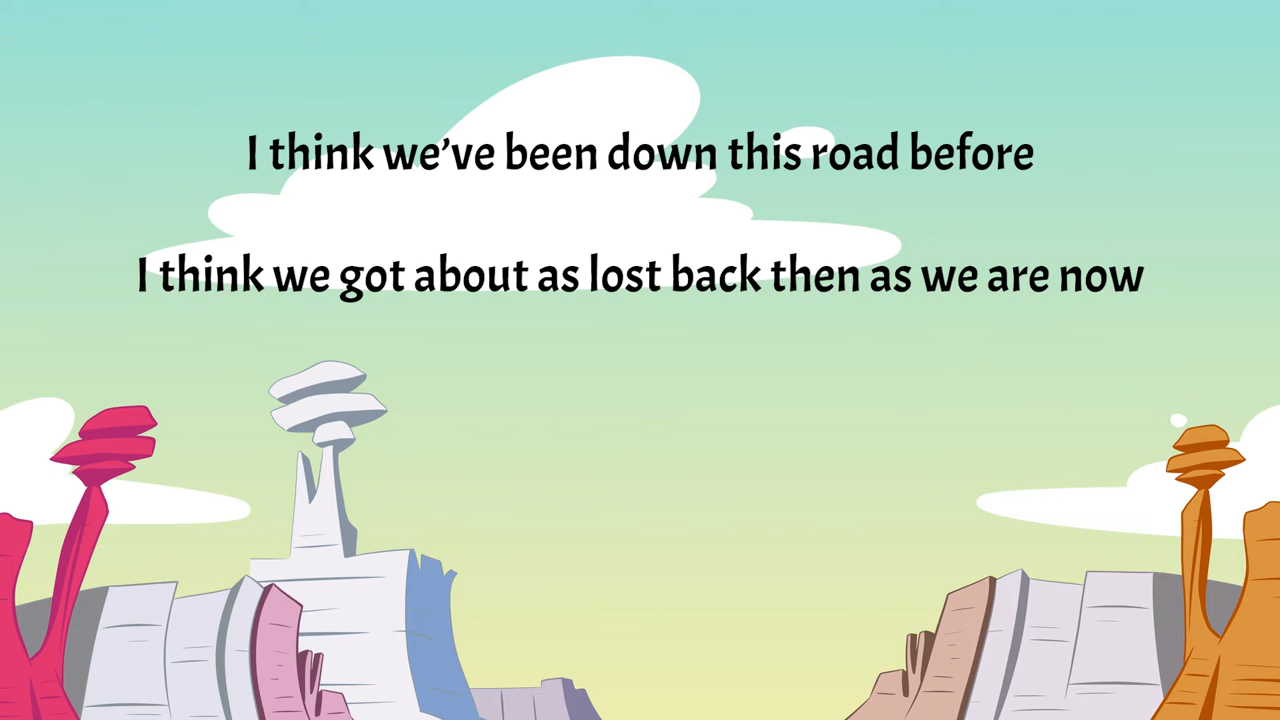 I think we’ve been down this road before
I think we got about as lost back then as we are now